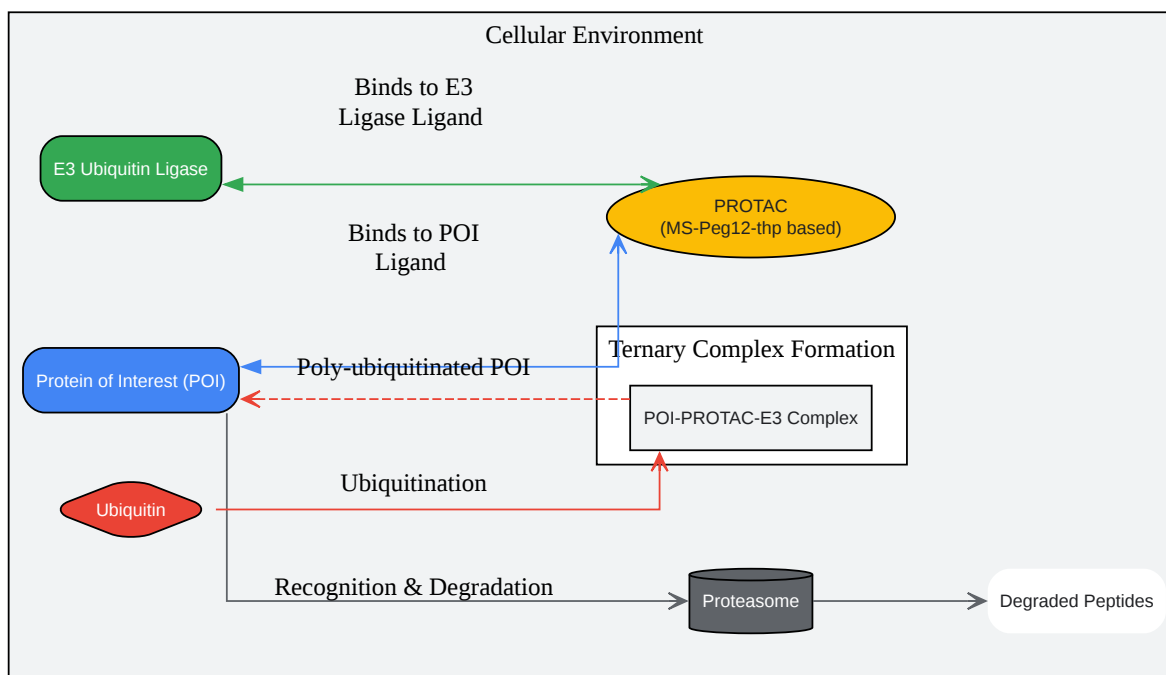 Cellular Environment
Binds to E3
Ligase Ligand
E3 Ubiquitin Ligase
PROTAC
(MS-Peg12-thp based)
Binds to POI
Ligand
Ternary Complex Formation
Poly-ubiquitinated POI
Protein of Interest (POI)
POI-PROTAC-E3 Complex
Ubiquitination
Ubiquitin
Recognition & Degradation
Proteasome
Degraded Peptides